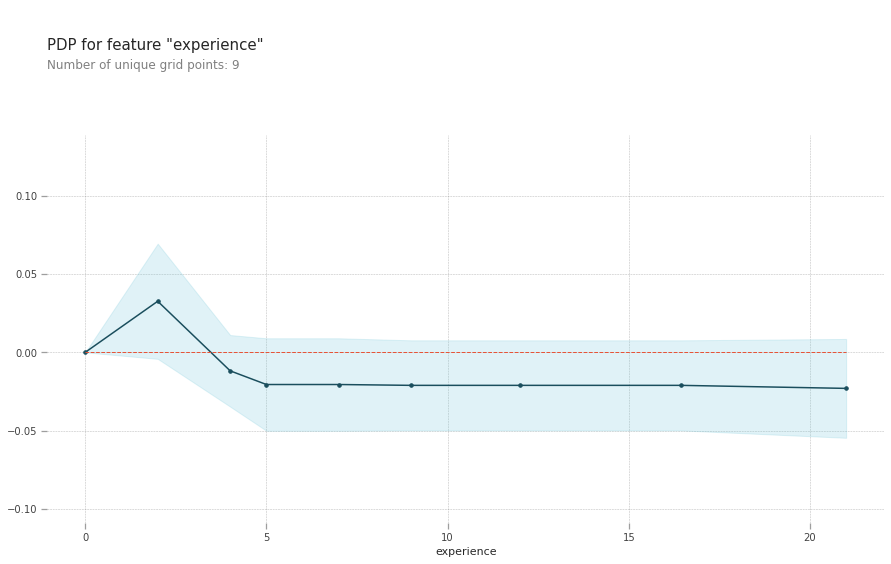 PDP for feature "experience"
Number of unique grid points: 9
0.10
0.05
0.00
−0.05
−0.10
0 5 10 15 20
experience